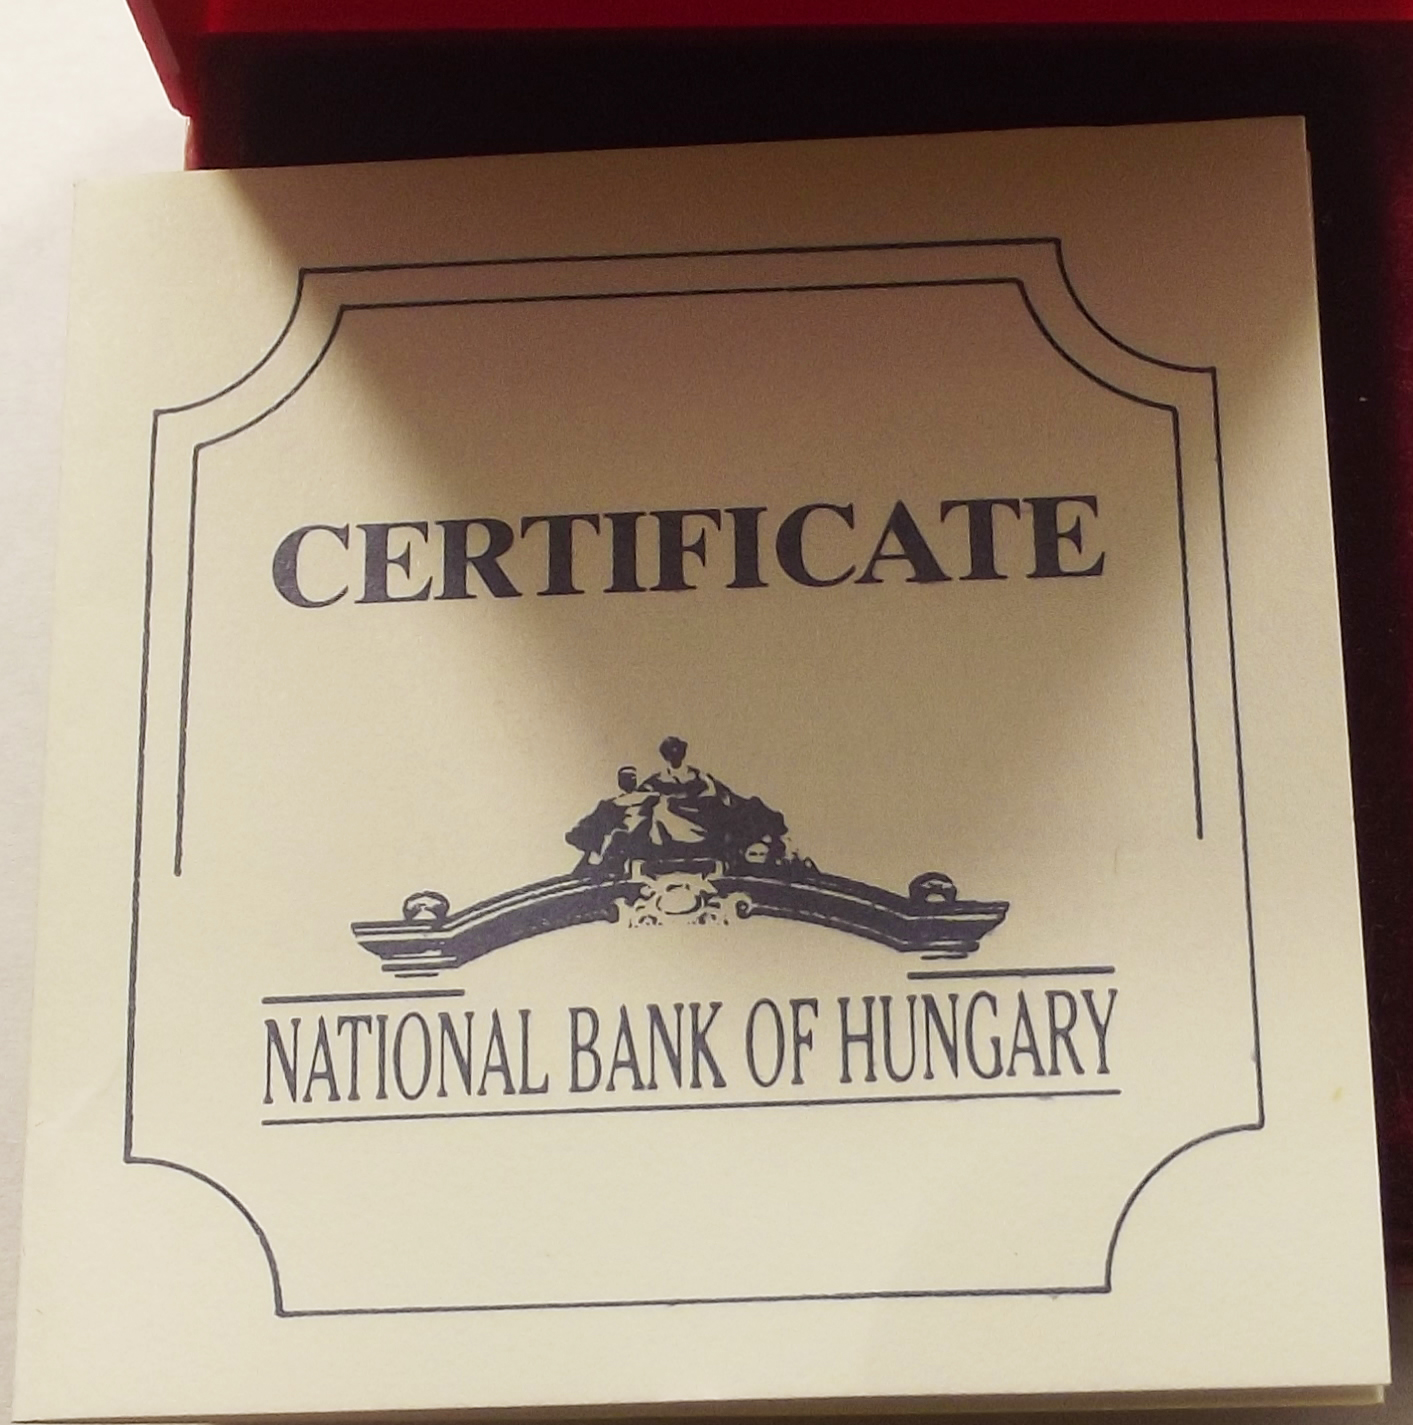 CERTIFICATE
NATIONAL BANK OF HUNGARY